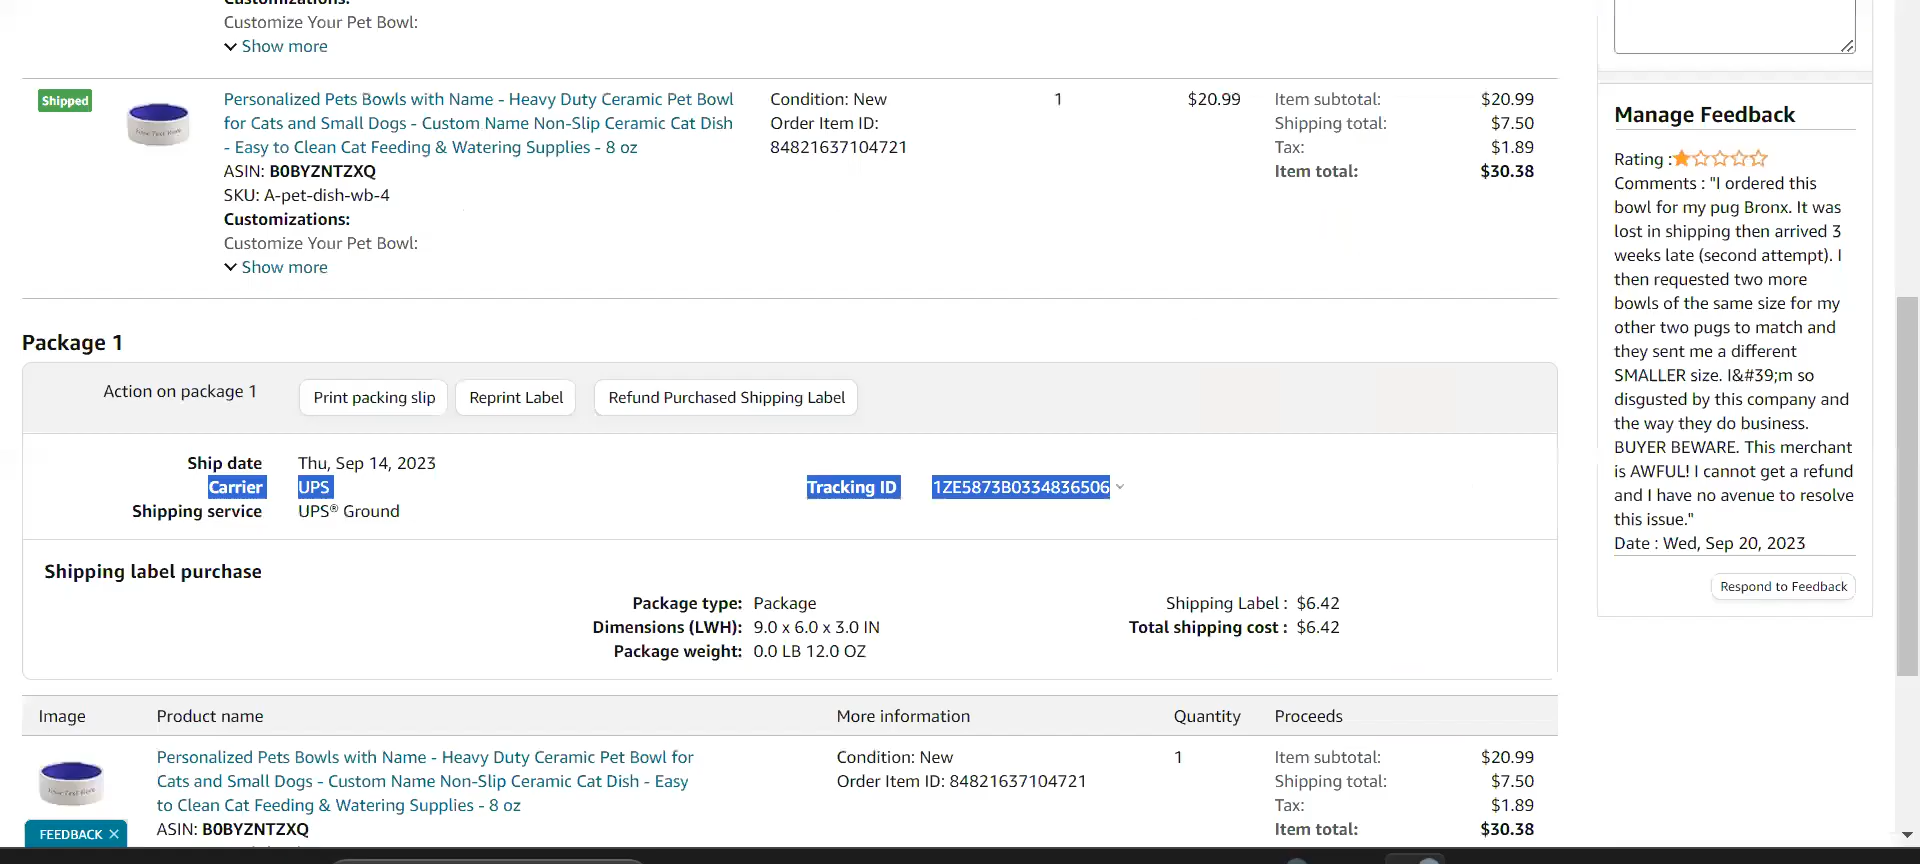 Customizations:
Customize Your Pet Bowl:
Show more
Shipped
Personalized Pets Bowls with Name - Heavy Duty Ceramic Pet Bowl
for Cats and Small Dogs - Custom Name Non-Slip Ceramic Cat Dish
- Easy to Clean Cat Feeding & Watering Supplies - 8 oz
ASIN: B0BYZNTZXQ
SKU: A-pet-dish-wb-4
Customizations:
Customize Your Pet Bowl:
Show more
Condition: New
Order Item ID:
84821637104721
1
$20.99
Item subtotal: $20.99
Shipping total: $7.50
Tax: $1.89
Item total: $30.38
Package 1
Action on package 1 Print packing slip Reprint Label Refund Purchased Shipping Label
Ship date Thu, Sep 14, 2023
Carrier UPS Tracking ID 1ZE5873B0334836506
Shipping service UPS® Ground
Shipping label purchase
Package type: Package Shipping Label : $6.42
Dimensions (LWH): 9.0 x 6.0 x 3.0 IN Total shipping cost : $6.42
Package weight: 0.0 LB 12.0 OZ
Image Product name More information Quantity Proceeds
Your Text Here
Personalized Pets Bowls with Name - Heavy Duty Ceramic Pet Bowl for
Cats and Small Dogs - Custom Name Non-Slip Ceramic Cat Dish - Easy
to Clean Cat Feeding & Watering Supplies - 8 oz
ASIN: B0BYZNTZXQ
Condition: New
Order Item ID: 84821637104721
1
Item subtotal: $20.99
Shipping total: $7.50
Tax: $1.89
Item total: $30.38
FEEDBACK
Manage Feedback
Rating :
Comments : "I ordered this
bowl for my pug Bronx. It was
lost in shipping then arrived 3
weeks late (second attempt). I
then requested two more
bowls of the same size for my
other two pugs to match and
they sent me a different
SMALLER size. I&#39;m so
disgusted by this company and
the way they do business.
BUYER BEWARE. This merchant
is AWFUL! I cannot get a refund
and I have no avenue to resolve
this issue."
Date : Wed, Sep 20, 2023
Respond to Feedback